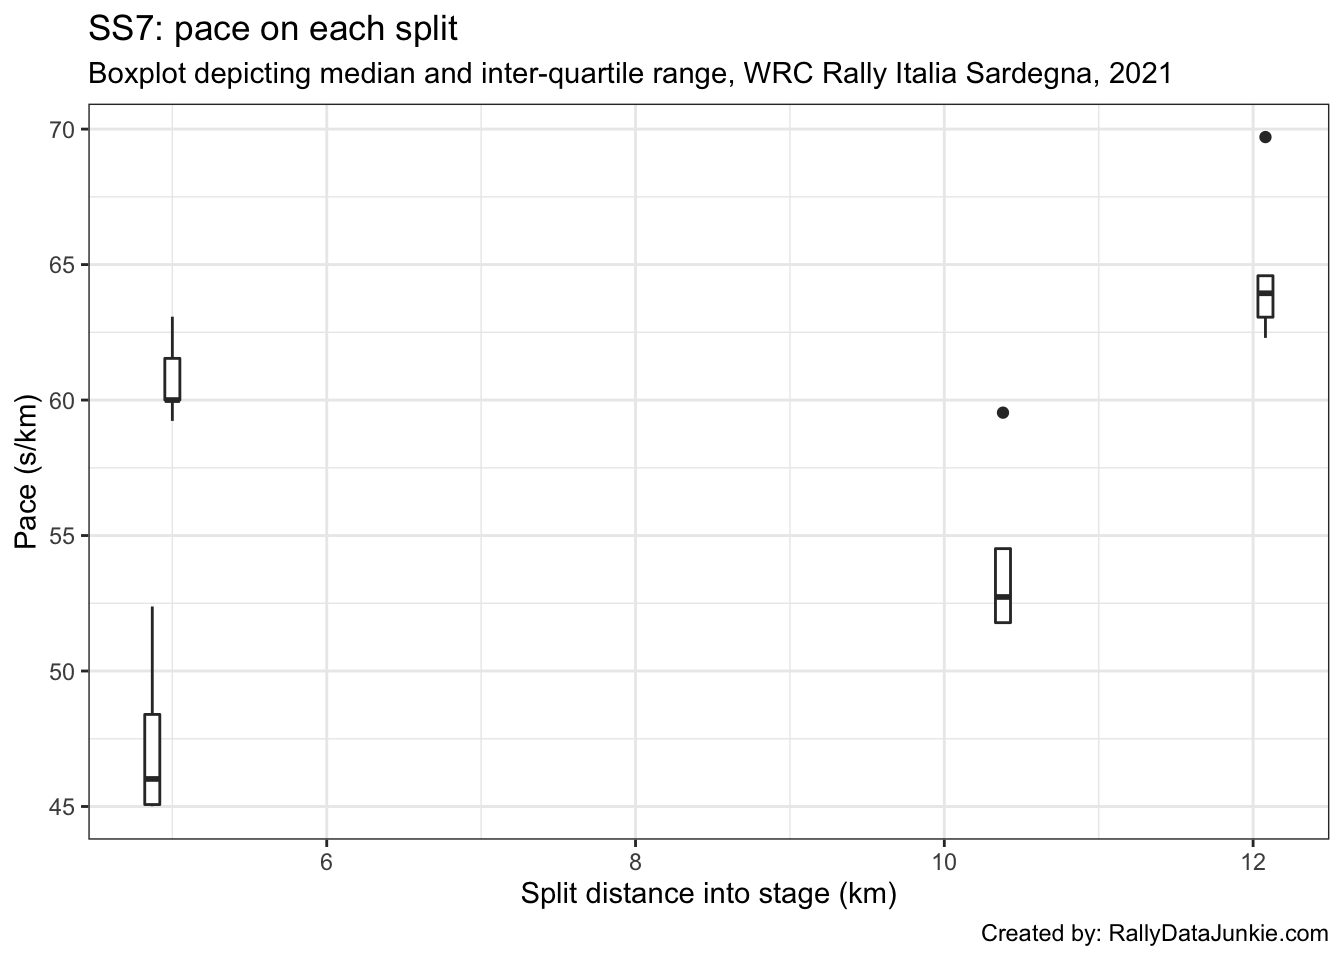 SS7: pace on each split
Boxplot depicting median and inter-quartile range, WRC Rally Italia Sardegna, 2021
70
65
60
55
50
45
Pace (s/km)
6 8 10 12
Split distance into stage (km)
Created by: RallyDataJunkie.com